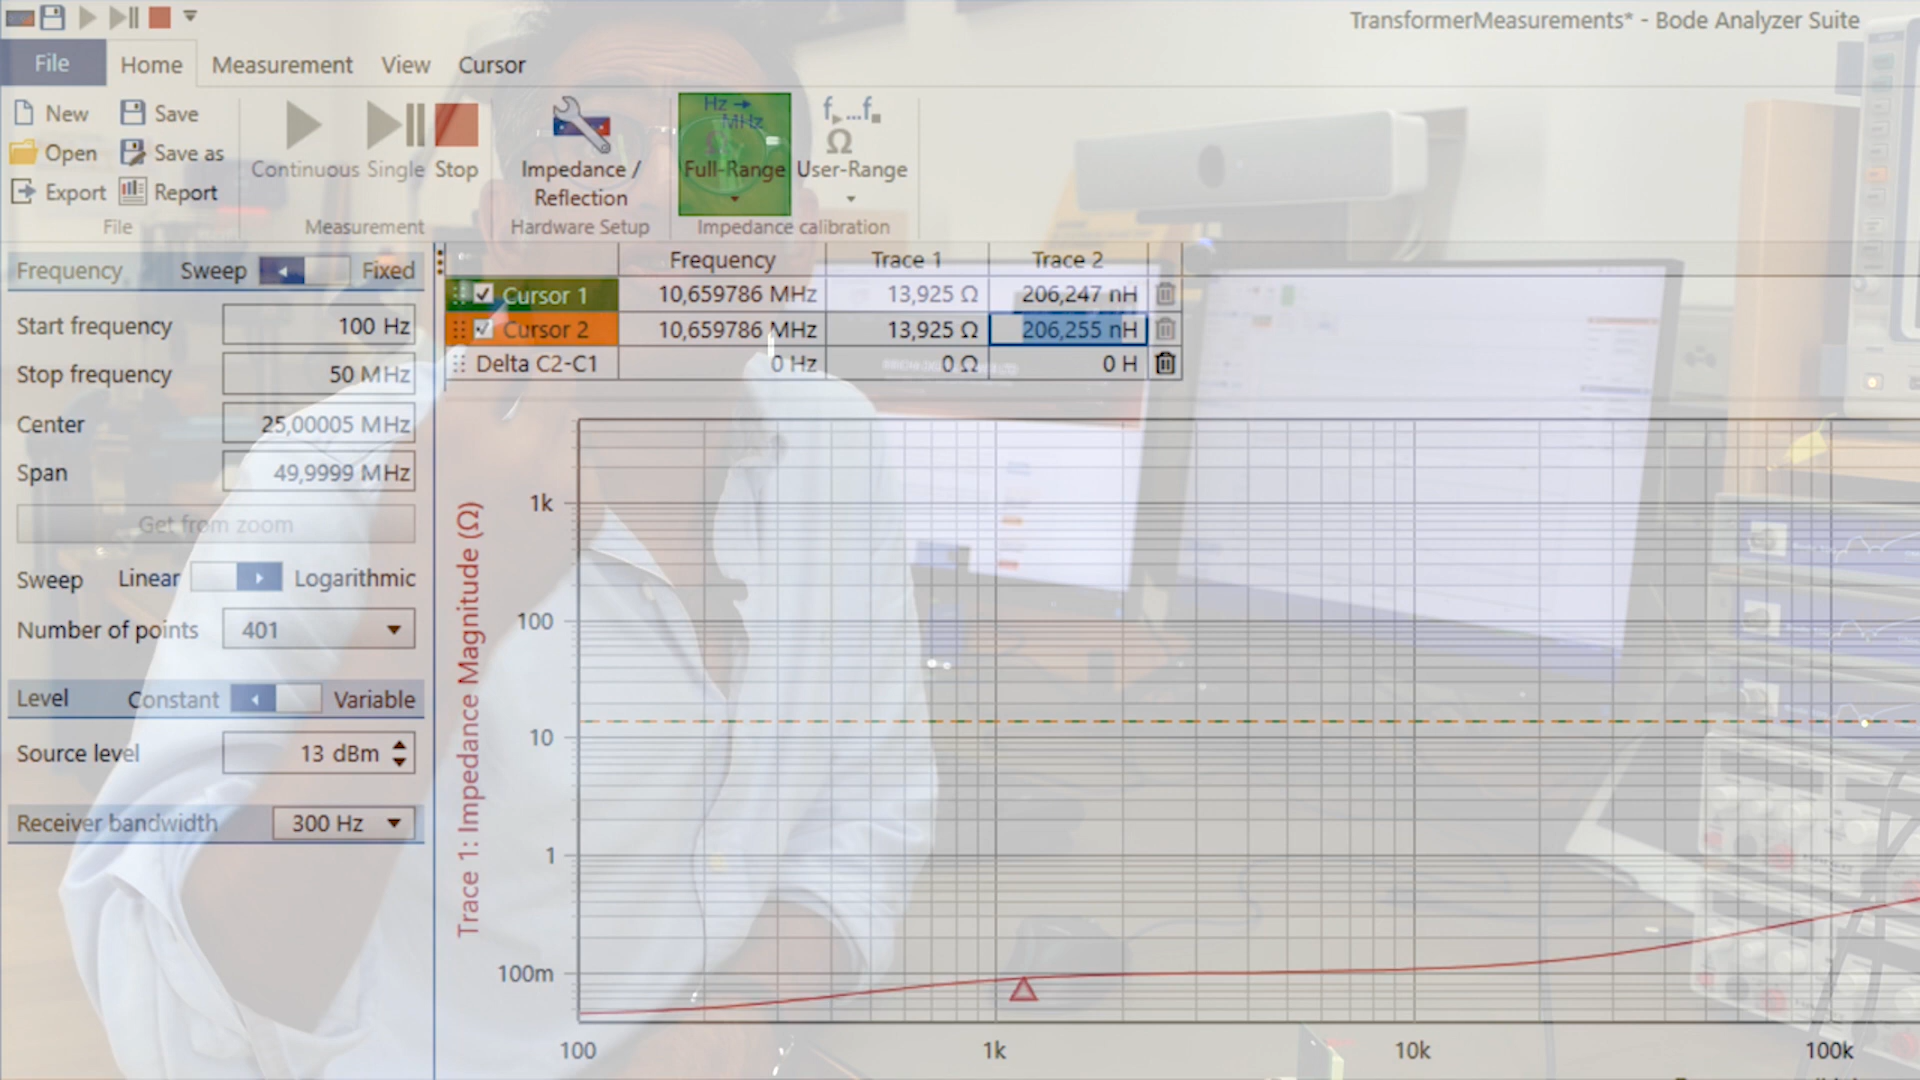 TransformerMeasurements* - Bode Analyzer Suite
File Home Measurement View Cursor
New Save
Open Save as
Export Report
File
Continuous Single Stop
Measurement
Impedance /
Reflection
Hardware Setup
Hz →
MHz
Full-Range
f...f
Ω
User-Range
Impedance calibration
Frequency Sweep Fixed
Start frequency 100 Hz
Stop frequency 50 MHz
Center 25,00005 MHz
Span 49,9999 MHz
Get from zoom
Sweep Linear Logarithmic
Number of points 401
Level Constant Variable
Source level 13 dBm
Receiver bandwidth 300 Hz
Frequency Trace 1 Trace 2
Cursor 1 10,659786 MHz 13,925 Ω 206,247 nH
Cursor 2 10,659786 MHz 13,925 Ω 206,255 nH
Delta C2-C1 0 Hz 0 Ω 0 H
Trace 1: Impedance Magnitude (Ω)
1k
100
10
1
100m
100 1k 10k 100k